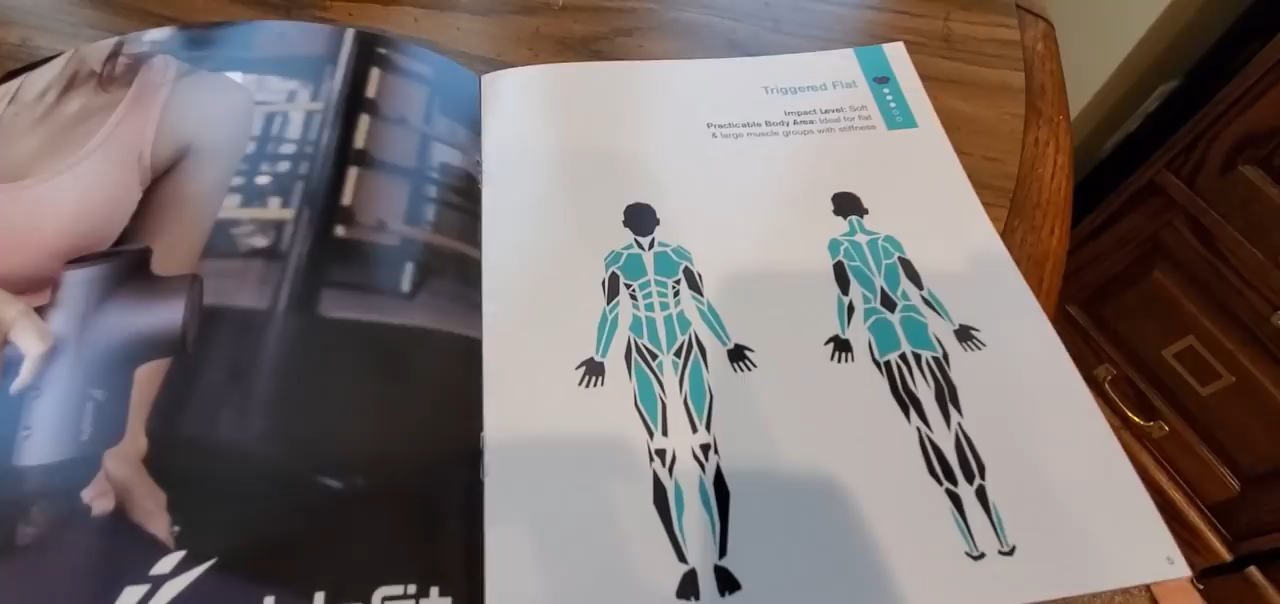 Triggered Flat
Impact Level: Soft
Practicable Body Area: Ideal for flat
& large muscle groups with stiffness